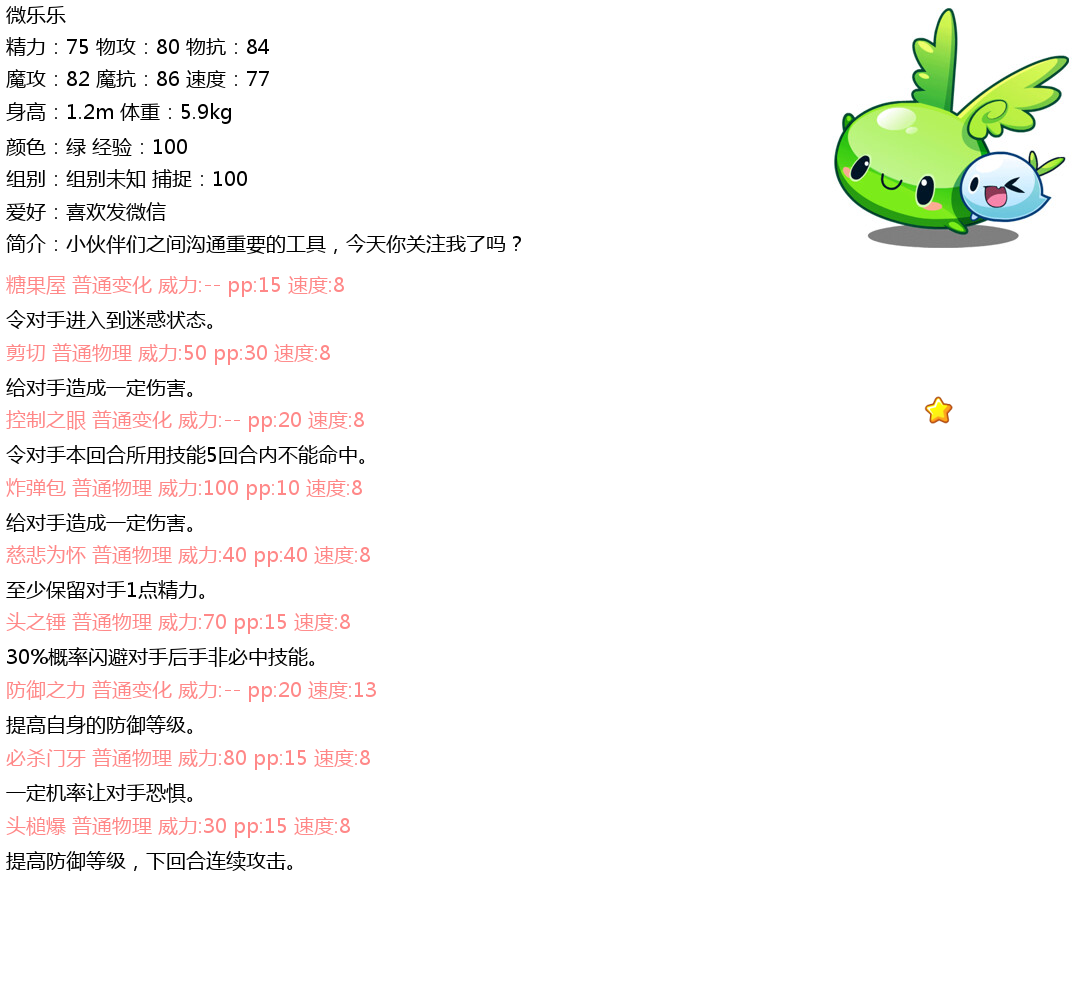 微乐乐
精力：75 物攻：80 物抗：84
魔攻：82 魔抗：86 速度：77
身高：1.2m 体重：5.9kg
颜色：绿 经验：100
组别：组别未知 捕捉：100
爱好：喜欢发微信
简介：小伙伴们之间沟通重要的工具，今天你关注我了吗？
糖果屋 普通变化 威力:-- pp:15 速度:8
令对手进入到迷惑状态。
剪切 普通物理 威力:50 pp:30 速度:8
给对手造成一定伤害。
控制之眼 普通变化 威力:-- pp:20 速度:8
令对手本回合所用技能5回合内不能命中。
炸弹包 普通物理 威力:100 pp:10 速度:8
给对手造成一定伤害。
慈悲为怀 普通物理 威力:40 pp:40 速度:8
至少保留对手1点精力。
头之锤 普通物理 威力:70 pp:15 速度:8
30%概率闪避对手后手非必中技能。
防御之力 普通变化 威力:-- pp:20 速度:13
提高自身的防御等级。
必杀门牙 普通物理 威力:80 pp:15 速度:8
一定机率让对手恐惧。
头槌爆 普通物理 威力:30 pp:15 速度:8
提高防御等级，下回合连续攻击。